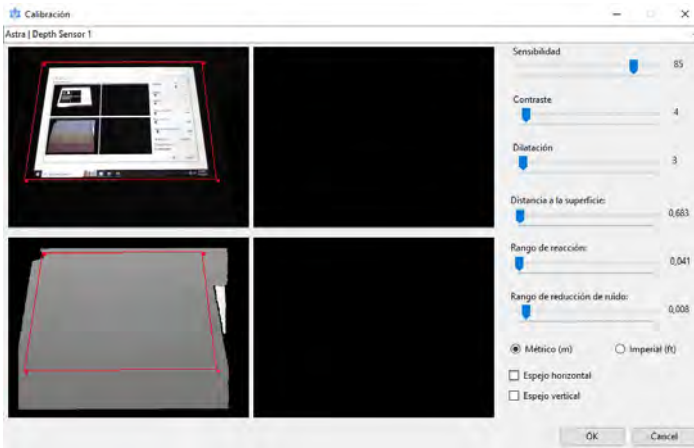 Calibración
Astra | Depth Sensor 1
Sensibilidad
85
Contraste
4
Dilatación
3
Distancia a la superficie:
0,683
Rango de reacción:
0,041
Rango de reducción de ruido:
0,008
Métrico (m)
Imperial (ft)
Espejo horizontal
Espejo vertical
OK
Cancel